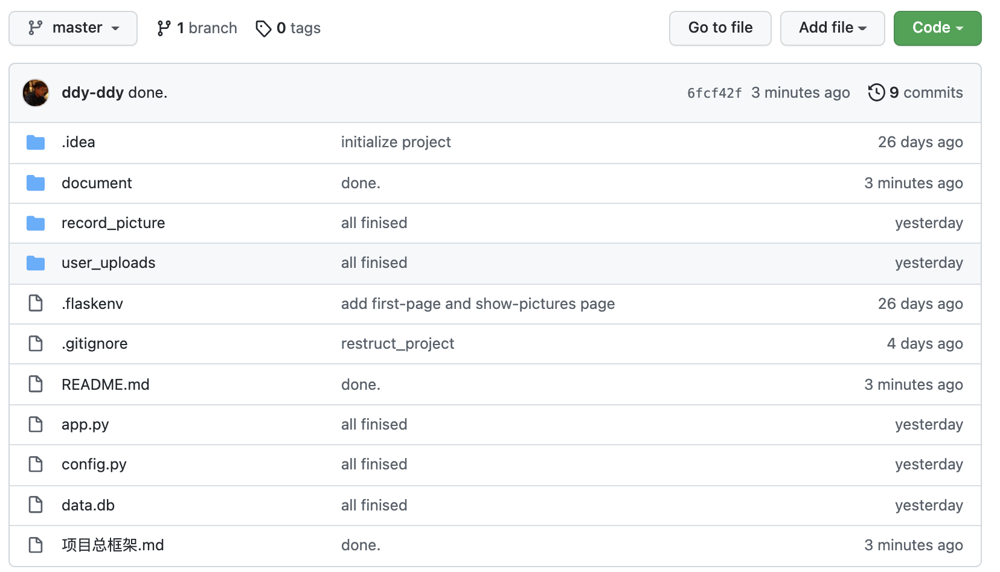 master 1 branch 0 tags Go to file Add file Code
ddy-ddy done. 6fcf42f 3 minutes ago 9 commits
.idea initialize project 26 days ago
document done. 3 minutes ago
record_picture all finised yesterday
user_uploads all finised yesterday
.flaskenv add first-page and show-pictures page 26 days ago
.gitignore restruct_project 4 days ago
README.md done. 3 minutes ago
app.py all finised yesterday
config.py all finised yesterday
data.db all finised yesterday
项目总框架.md done. 3 minutes ago